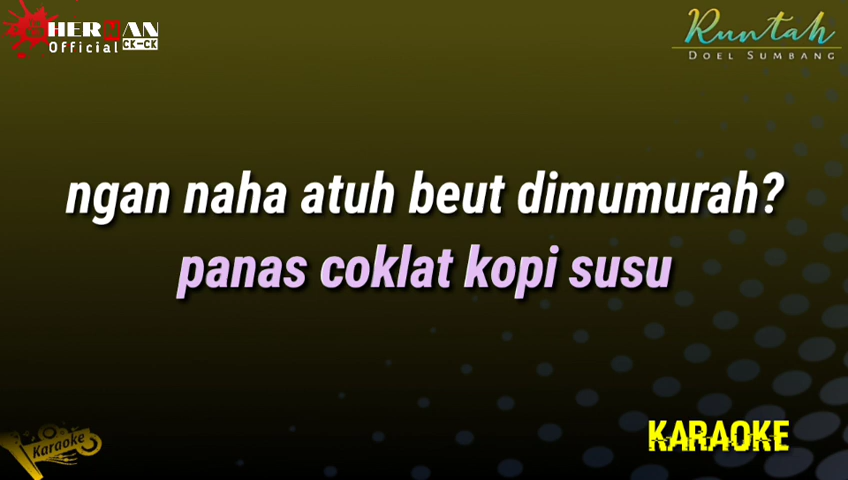 HERMAN
Official CK-CK
Runtah
DOEL SUMBANG
ngan naha atuh beut dimumurah?
panas coklat kopi susu
Karaoke
KARAOKE